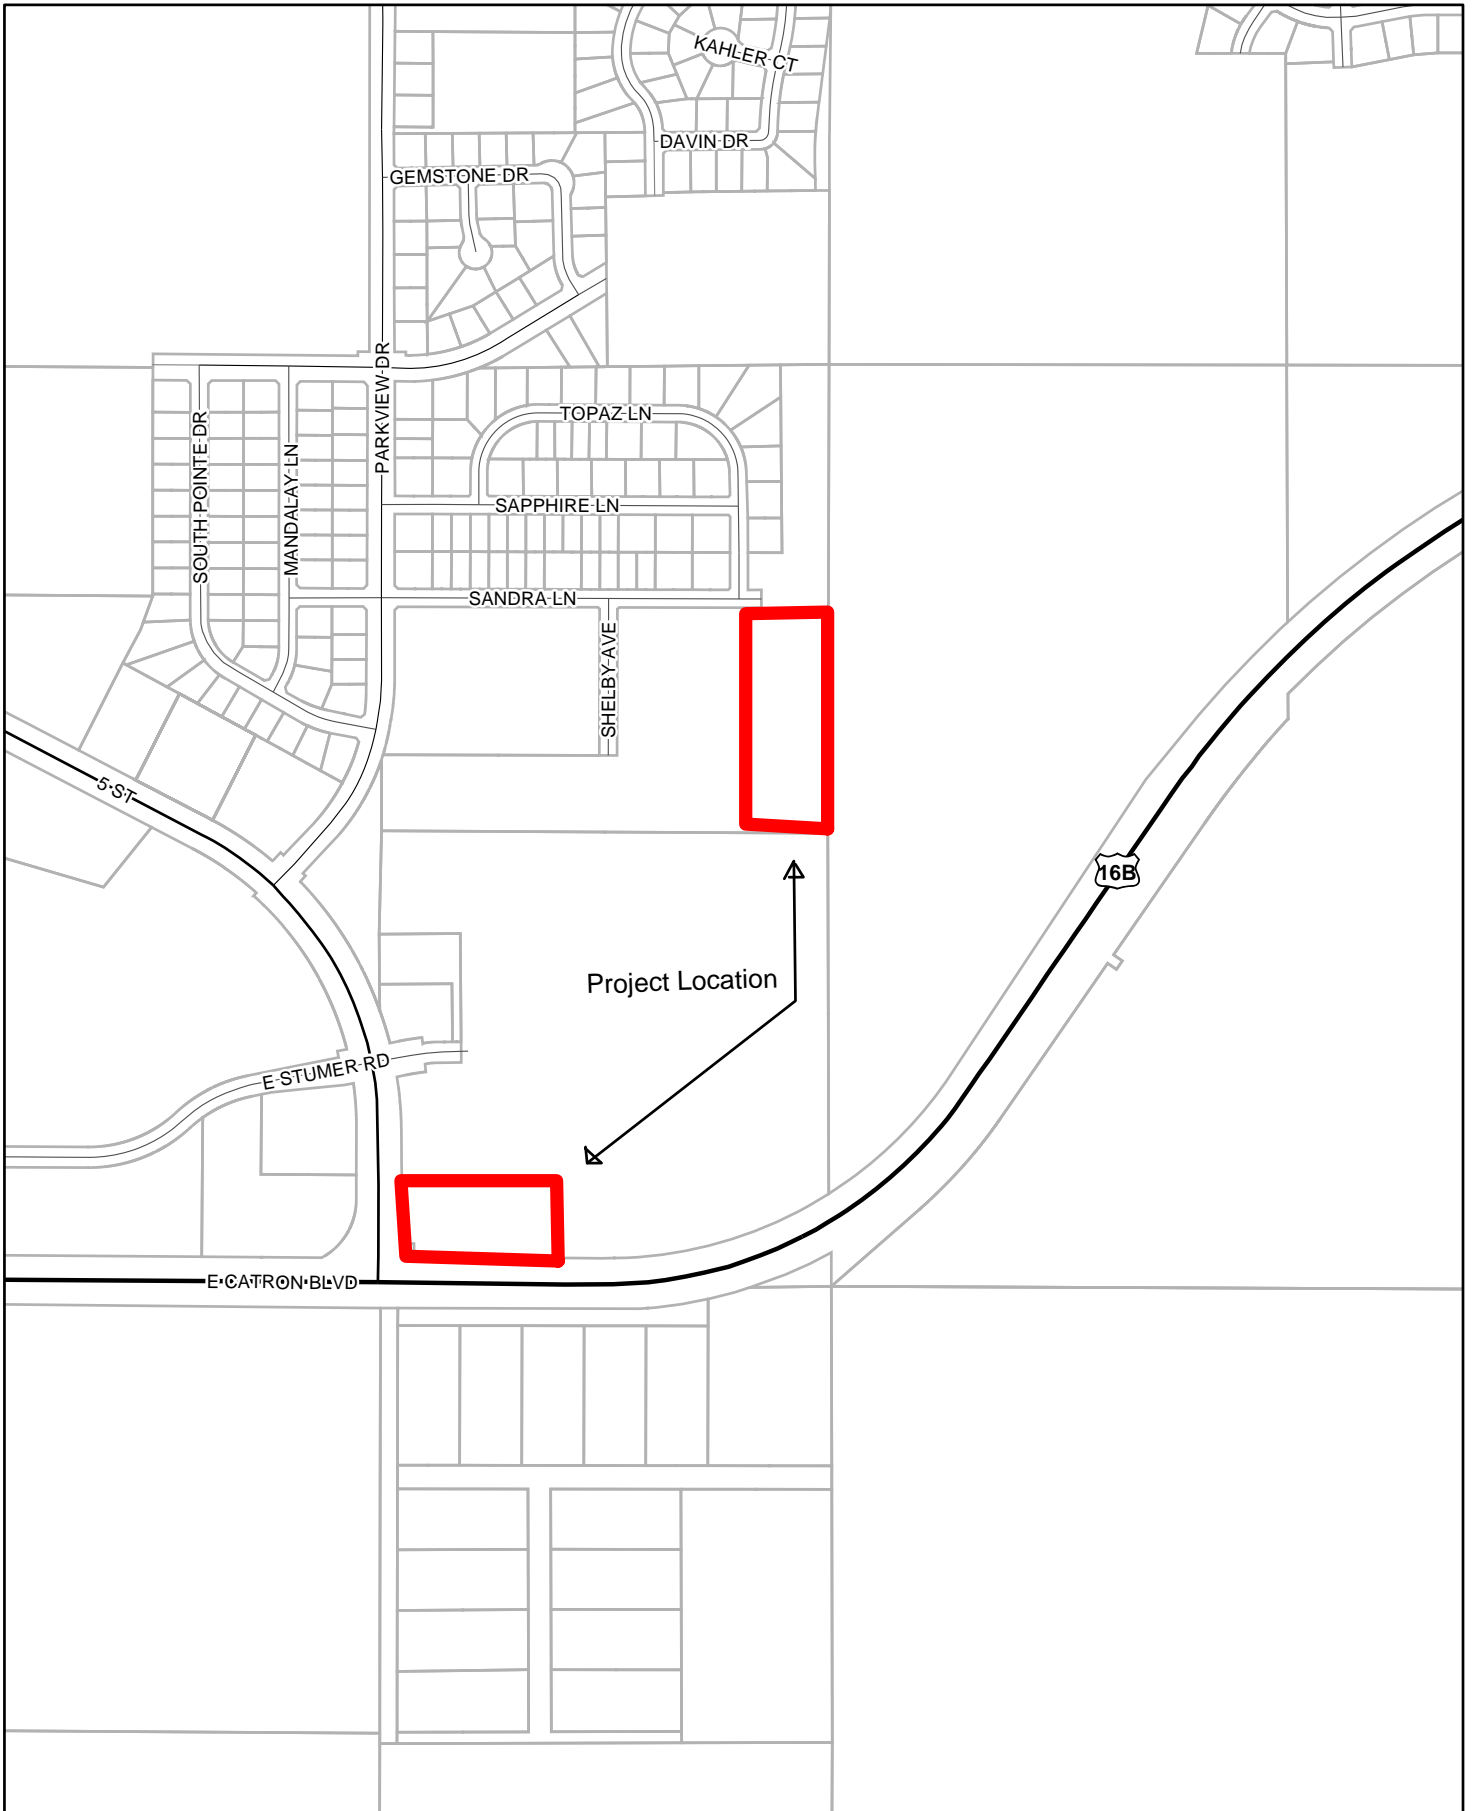 KAHLER CT
DAVIN DR
GEMSTONE DR
PARKVIEW DR
TOPAZ LN
SOUTH POINTE DR
MANDALAY LN
SAPPHIRE LN
SANDRA LN
SHELBY AVE
5 ST
16B
Project Location
E STUMER RD
E CATRON BLVD